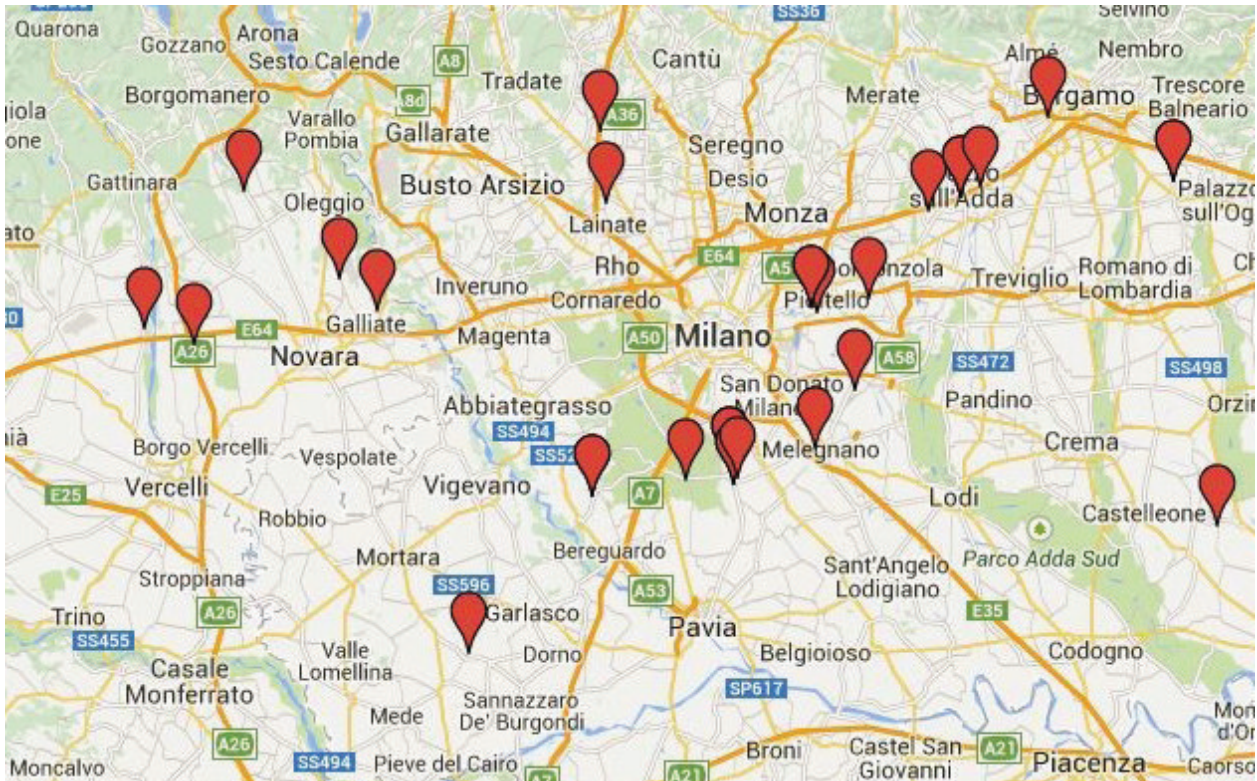 SS36
Selvino
Quarona
Gozzano
Arona
Sesto Calende
A8
Tradate
Cantù
Almé
Nembro
Trescore
Balneario
Borgomanero
A8d
A36
Merate
Bergamo
Varallo
Pombia
Gallarate
Seregno
Desio
Gattinara
Busto Arsizio
Oleggio
Lainate
Monza
sull'Adda
Palazzo
sull'Og
Rho
E64
Inveruno
Cornaredo
Treviglio
Romano di
Lombardia
Galliate
Magenta
A50
Milano
E64
A26
Novara
A58
SS472
SS498
San Donato
Pandino
Abbiategrasso
SS494
Melegnano
Crema
Borgo Vercelli
Vespolate
E25
Vercelli
Vigevano
A7
Lodi
Castelleone
Robbio
Mortara
Bereguardo
Parco Adda Sud
Stroppiana
SS596
A53
Sant'Angelo
Lodigiano
Trino
A26
Garlasco
E35
SS455
Pavia
Casale
Monferrato
Valle
Lomellina
Dorno
Belgioioso
Codogno
SP617
Mede
Sannazzaro
De' Burgondi
A26
Broni
Castel San
Giovanni
A21
Piacenza
Caorso
Moncalvo
SS494
Pieve del Cairo
A7
A21